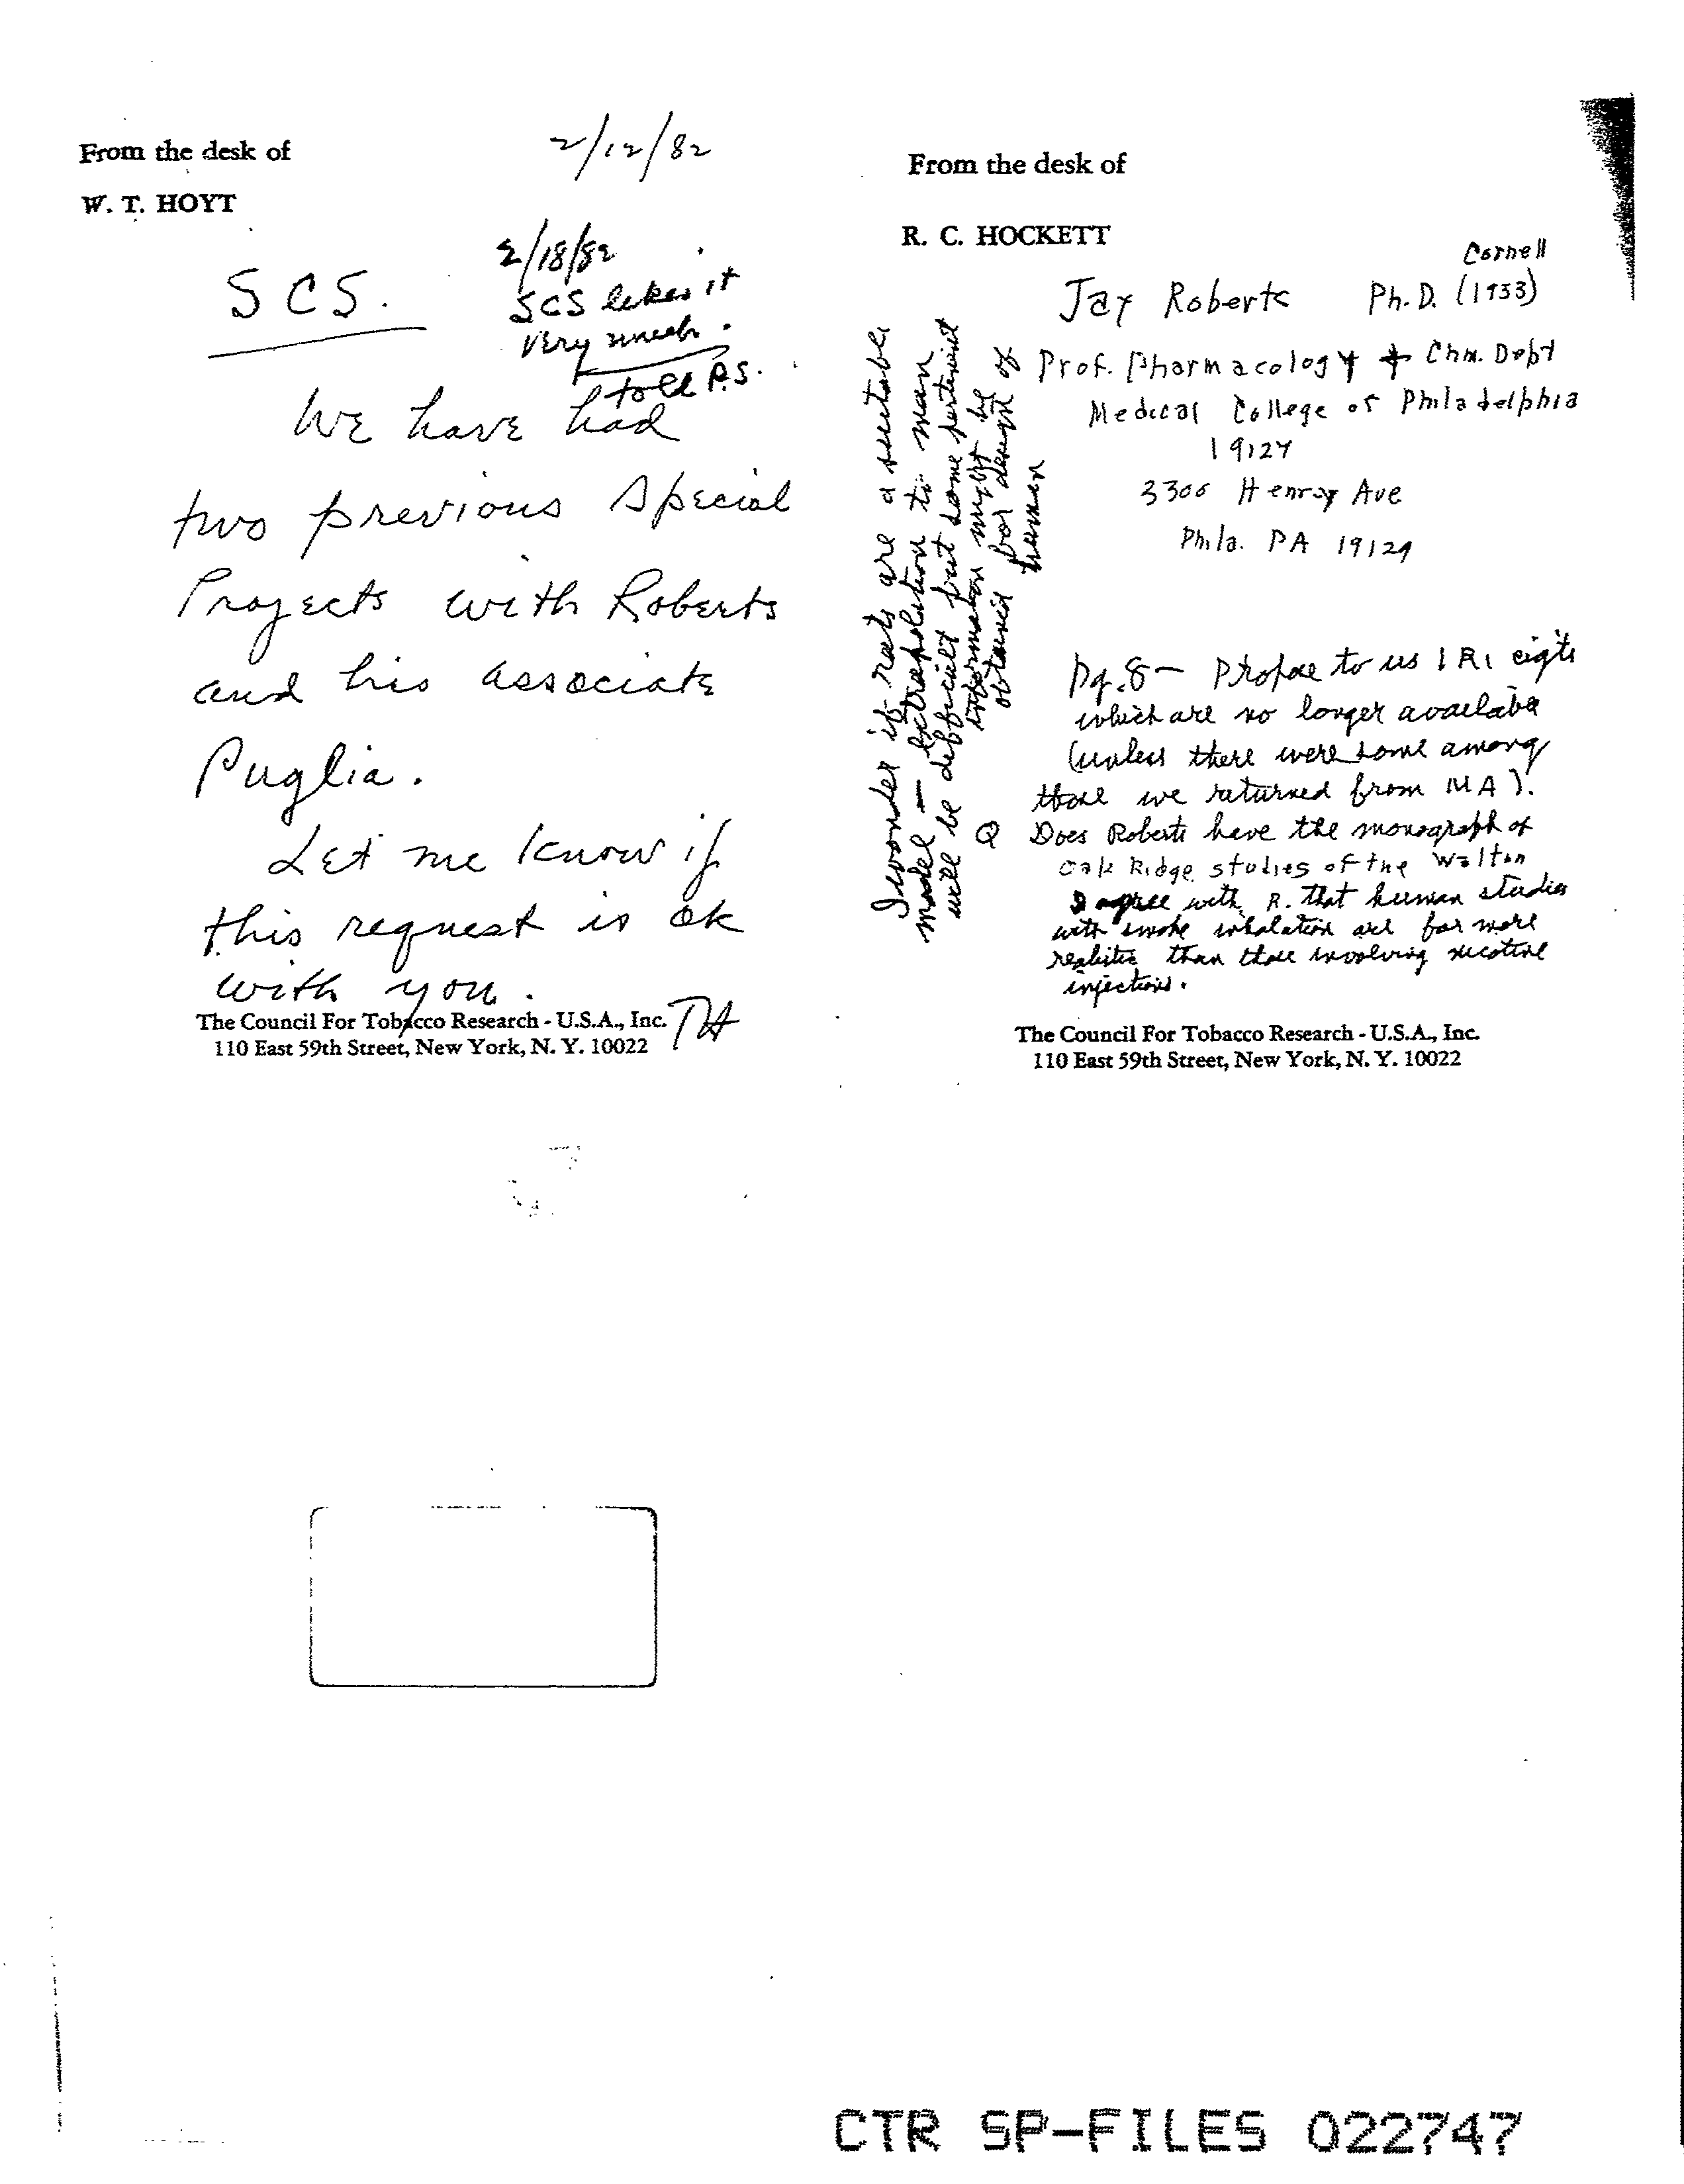 From the desk of
2/12/82
W. T. HOYT
2/18/82
SCS likes it
very much.
told P.S.
SCS.
We have had
two previous Special
Projects with Roberts
and his associate
Puglia.
Let me know if
this request is ok
with you.
TH
The Council For Tobacco Research - U.S.A., Inc.
110 East 59th Street, New York, N. Y. 10022
From the desk of
R. C. HOCKETT
Cornell
Jay Roberts Ph.D. (1953)
Prof. Pharmacology + Chm. Dept
Medical College of Philadelphia
19129
3300 Henry Ave
Phila. PA 19129
Pg. 8 - Propose to us 1R1 cigts
which are no longer available
(unless there were some among
those we returned from MA).
Q Does Roberts have the monograph of
Oak Ridge studies of the Walton
I agree with R. that human studies
with smoke inhalation are far more
realistic than those involving nicotine
injections.
I wonder if rats are a suitable
model - extrapolation to man
will be difficult but some pertinent
information might be
obtained for design of
human
The Council For Tobacco Research - U.S.A., Inc.
110 East 59th Street, New York, N. Y. 10022
CTR SP-FILES 022747